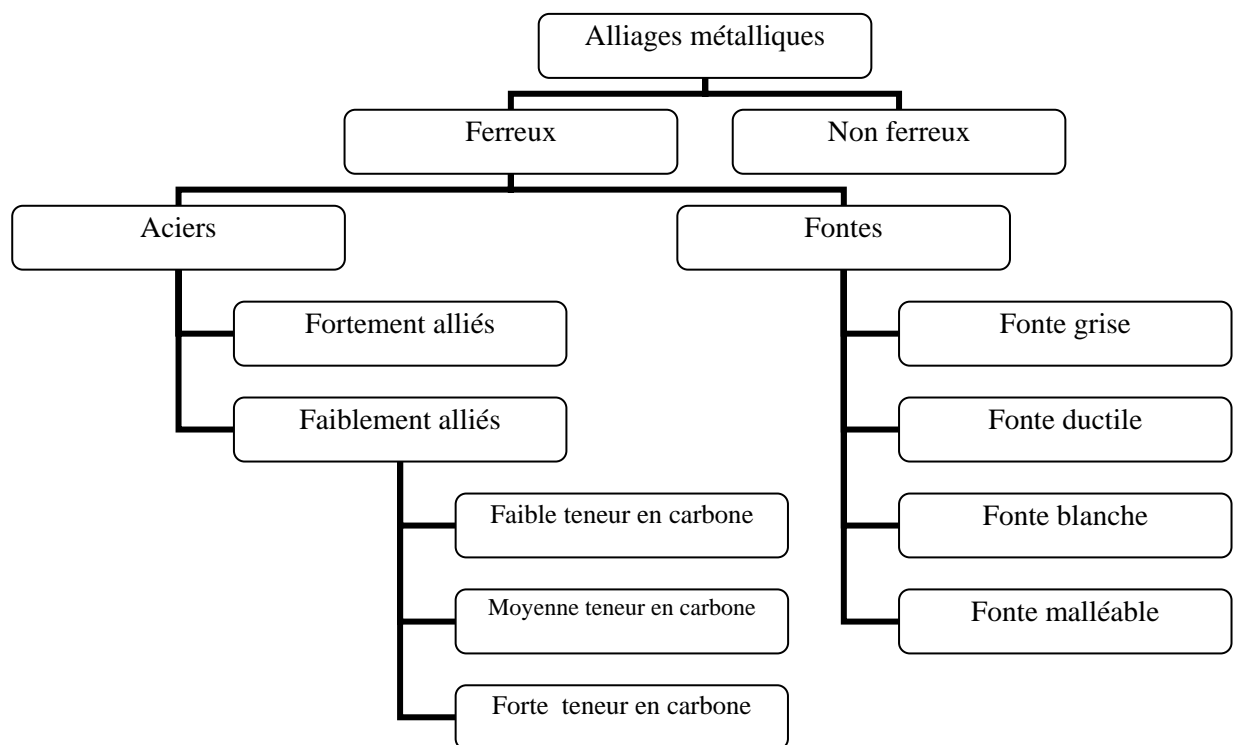 Alliages métalliques
Ferreux
Non ferreux
Aciers
Fontes
Fortement alliés
Fonte grise
Faiblement alliés
Fonte ductile
Faible teneur en carbone
Fonte blanche
Moyenne teneur en carbone
Fonte malléable
Forte teneur en carbone